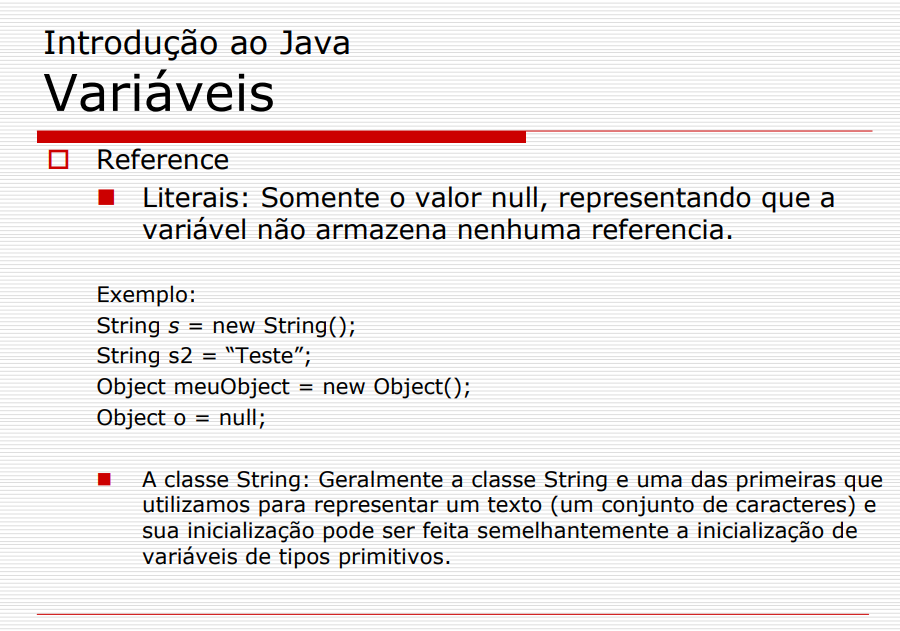 Introdução ao Java
Variáveis
Reference
Literais: Somente o valor null, representando que a
variável não armazena nenhuma referencia.
Exemplo:
String s = new String();
String s2 = “Teste”;
Object meuObject = new Object();
Object o = null;
A classe String: Geralmente a classe String e uma das primeiras que
utilizamos para representar um texto (um conjunto de caracteres) e
sua inicialização pode ser feita semelhantemente a inicialização de
variáveis de tipos primitivos.